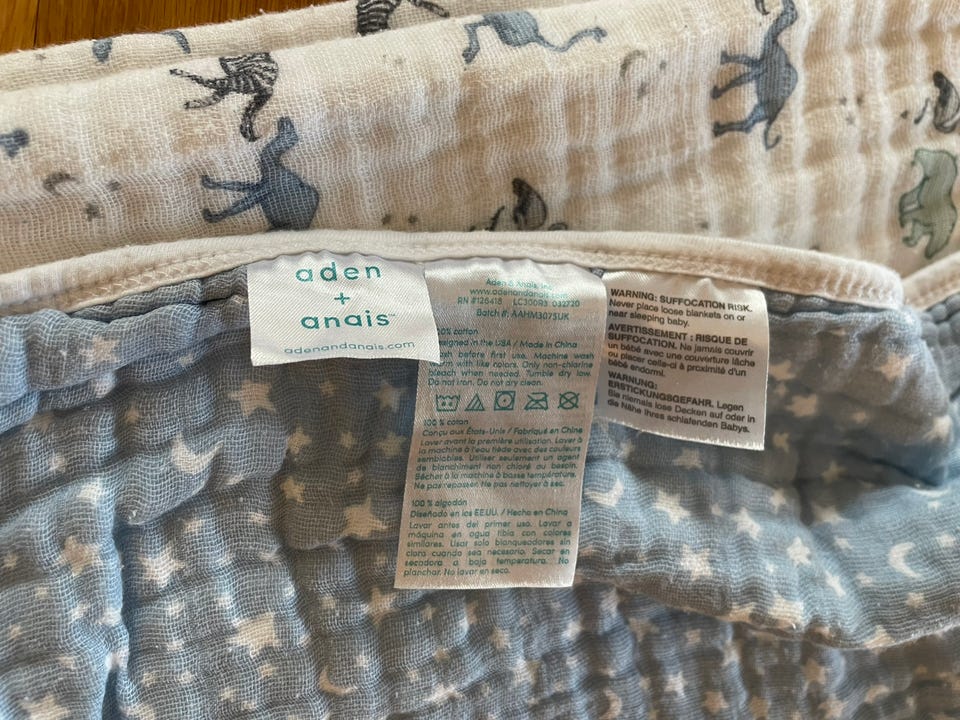 aden
+
anais™
adenandanais.com
Aden & Anais, Inc
www.adenandanais.com
RN #126418 LC30093 032720
Batch #: AAHM3075UK
100% cotton
Designed in the USA / Made in China
Wash before first use. Machine wash
warm with like colors. Only non-chlorine
bleach when needed. Tumble dry low.
Do not iron. Do not dry clean.
100 % coton
Conçu aux États-Unis / Fabriqué en Chine
Laver avant la première utilisation. Laver à
la machine à l'eau tiède avec des couleurs
semblables. Utiliser seulement un agent
de blanchiment non chloré au besoin.
Sécher à la machine à basse température.
Ne pas repasser. Ne pas nettoyer à sec.
100 % algodón
Diseñado en los EEUU. / Hecho en China
Lavar antes del primer uso. Lavar a
máquina en agua tibia con colores
similares. Usar solo blanqueadores sin
cloro cuando sea necesario. Secar en
secadora a baja temperatura. No
planchar. No lavar en seco.
WARNING: SUFFOCATION RISK.
Never place loose blankets on or
near sleeping baby.
AVERTISSEMENT : RISQUE DE
SUFFOCATION. Ne jamais couvrir
un bébé avec une couverture lâche
ou placer celle-ci à proximité d'un
bébé endormi.
WARNUNG:
ERSTICKUNGSGEFAHR. Legen
Sie niemals lose Decken auf oder in
die Nähe Ihres schlafenden Babys.